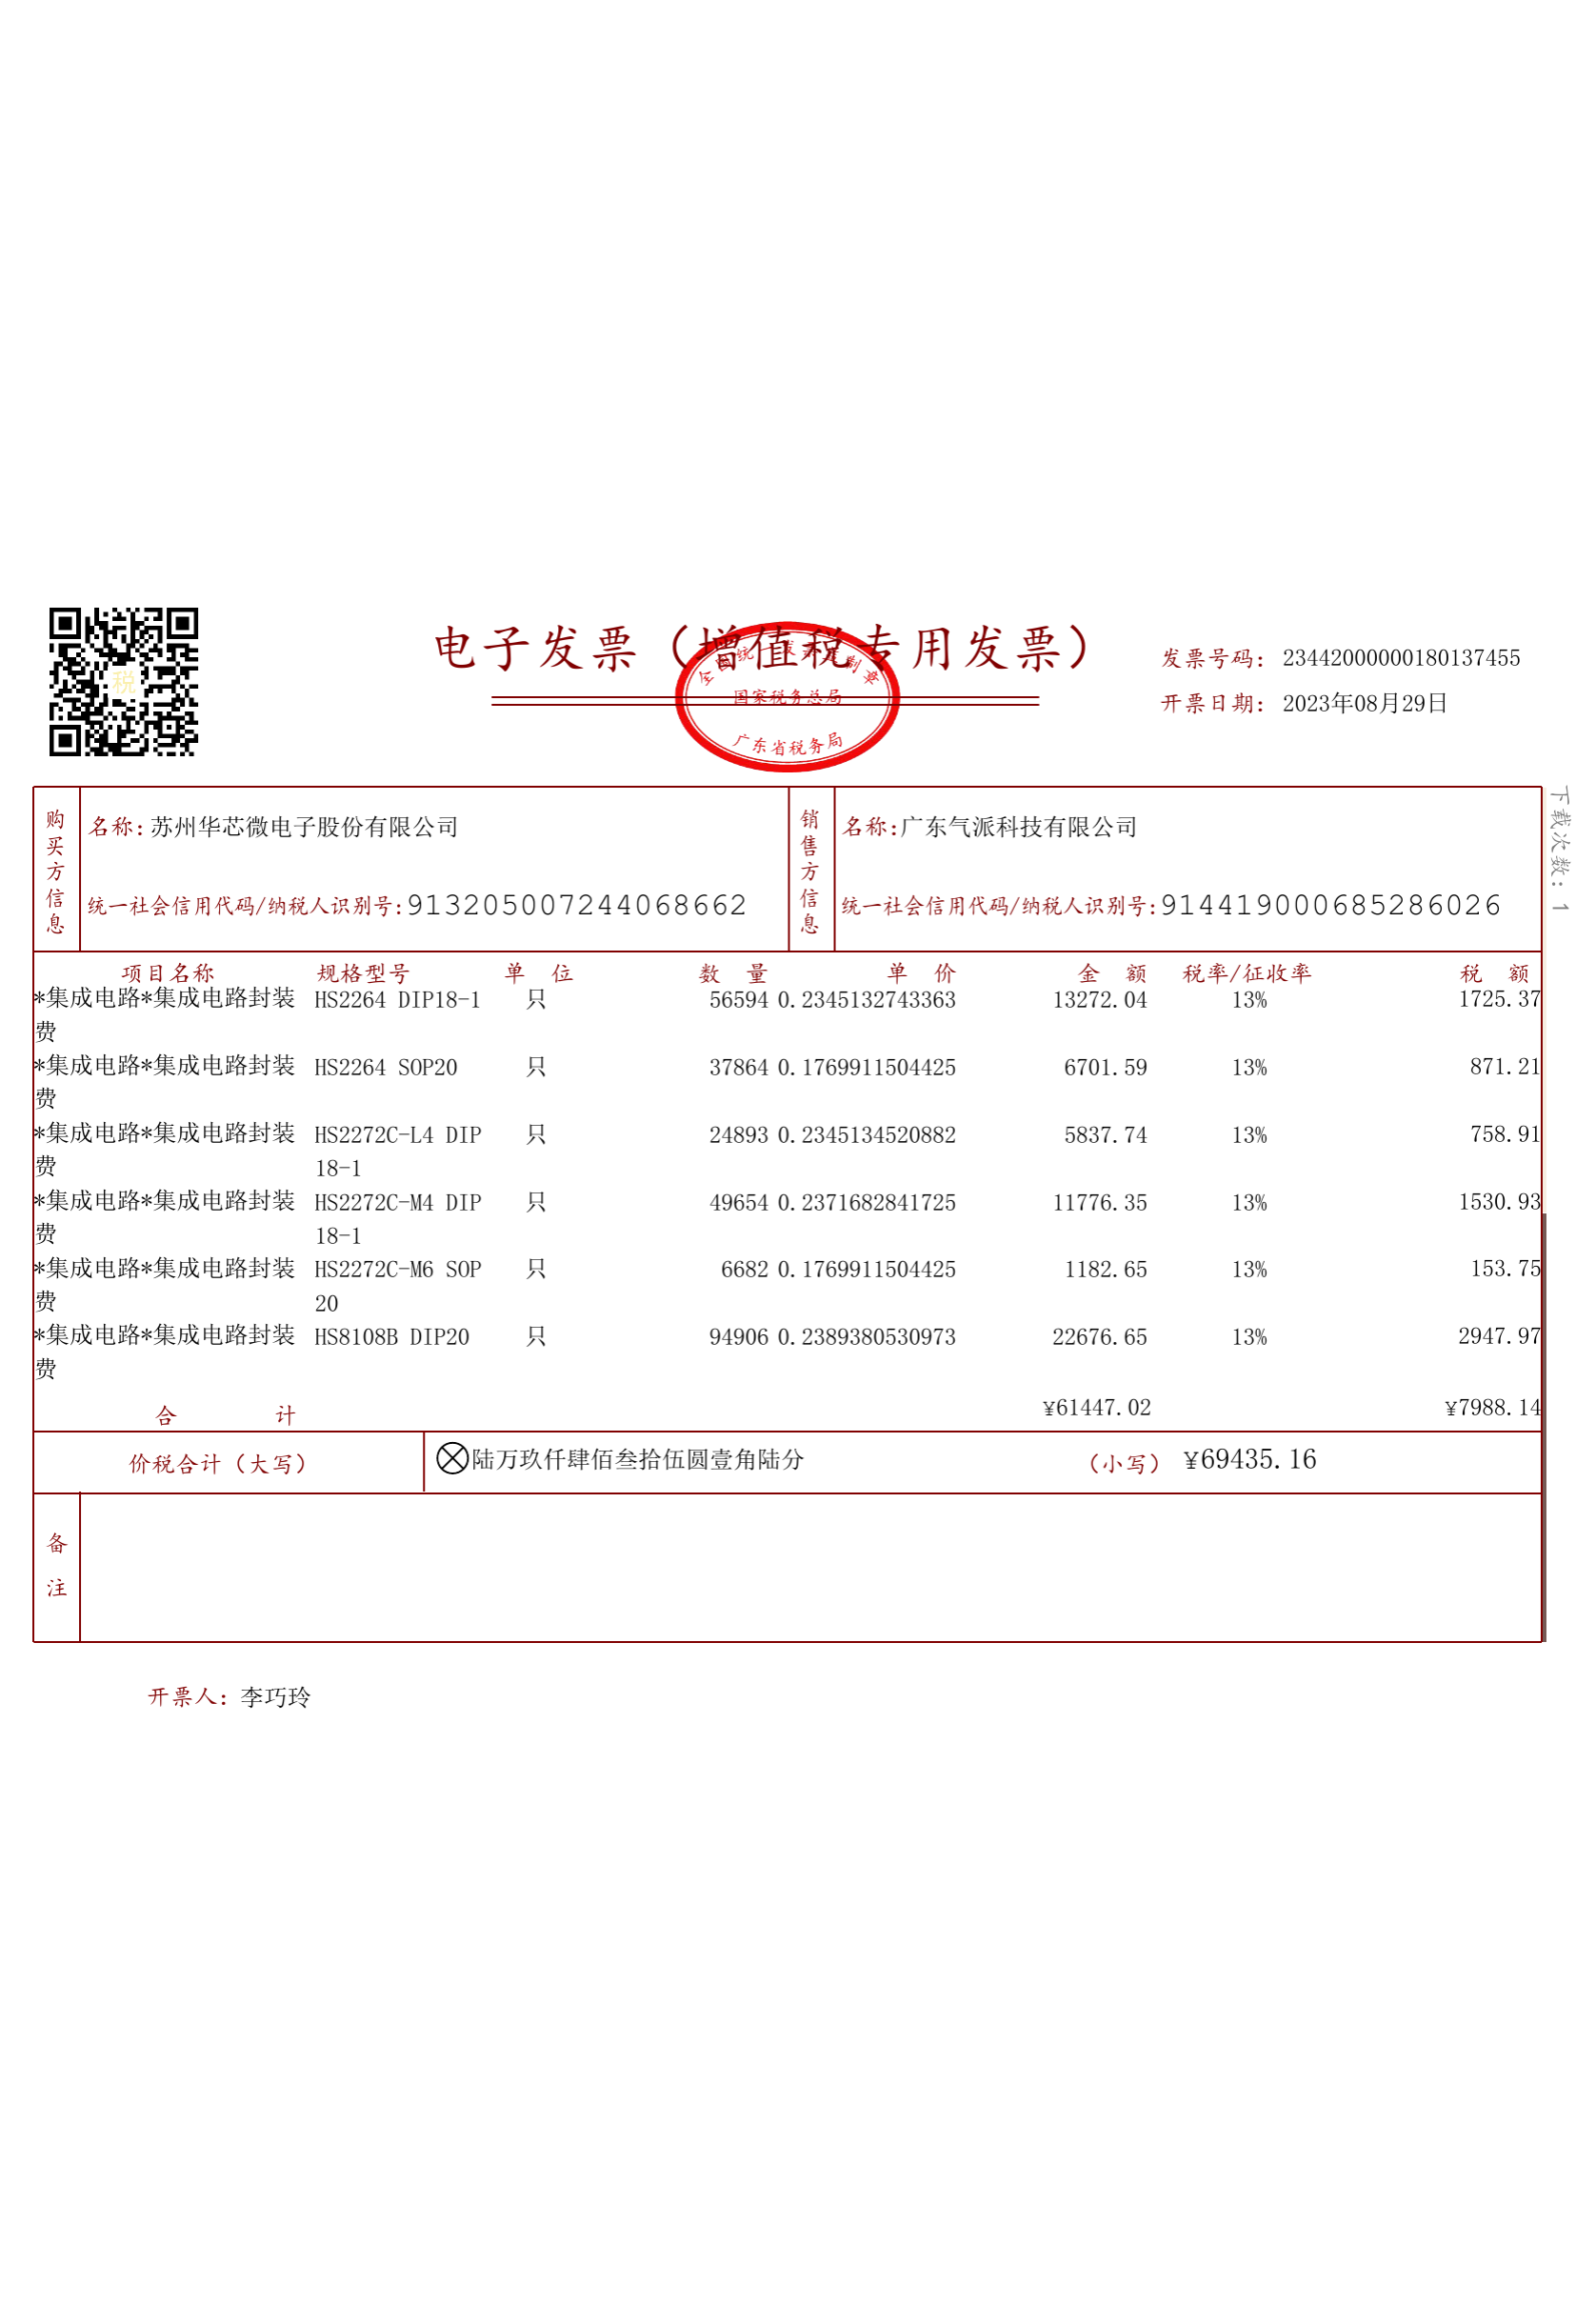 电子发票（增值税专用发票）
全国统一发票监制章
国家税务总局
广东省税务局
税
发票号码：23442000000180137455
开票日期：2023年08月29日
下载次数：1
购买方信息
名称：苏州华芯微电子股份有限公司
统一社会信用代码/纳税人识别号：913205007244068662
销售方信息
名称：广东气派科技有限公司
统一社会信用代码/纳税人识别号：914419000685286026
项目名称 规格型号 单 位 数 量 单 价 金 额 税率/征收率 税 额
*集成电路*集成电路封装 HS2264 DIP18-1 只 56594 0.2345132743363 13272.04 13% 1725.37
费
*集成电路*集成电路封装 HS2264 SOP20 只 37864 0.1769911504425 6701.59 13% 871.21
费
*集成电路*集成电路封装 HS2272C-L4 DIP 只 24893 0.2345134520882 5837.74 13% 758.91
费 18-1
*集成电路*集成电路封装 HS2272C-M4 DIP 只 49654 0.2371682841725 11776.35 13% 1530.93
费 18-1
*集成电路*集成电路封装 HS2272C-M6 SOP 只 6682 0.1769911504425 1182.65 13% 153.75
费 20
*集成电路*集成电路封装 HS8108B DIP20 只 94906 0.2389380530973 22676.65 13% 2947.97
费
合 计 ¥61447.02 ¥7988.14
价税合计（大写） 陆万玖仟肆佰叁拾伍圆壹角陆分 （小写） ¥69435.16
备注
开票人：李巧玲